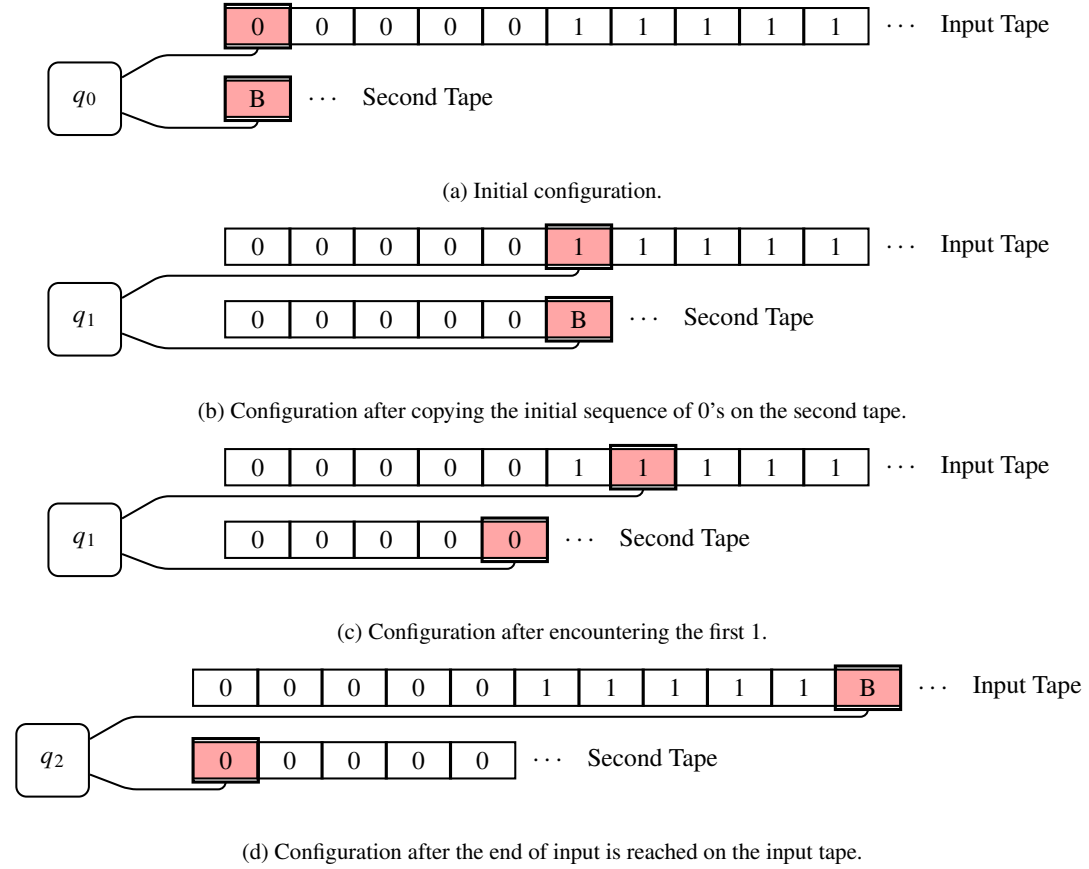 0 0 0 0 0 1 1 1 1 1 ··· Input Tape
q0
B ··· Second Tape
(a) Initial configuration.
0 0 0 0 0 1 1 1 1 1 ··· Input Tape
q1
0 0 0 0 0 B ··· Second Tape
(b) Configuration after copying the initial sequence of 0's on the second tape.
0 0 0 0 0 1 1 1 1 1 ··· Input Tape
q1
0 0 0 0 0 ··· Second Tape
(c) Configuration after encountering the first 1.
0 0 0 0 0 1 1 1 1 1 B ··· Input Tape
q2
0 0 0 0 0 ··· Second Tape
(d) Configuration after the end of input is reached on the input tape.